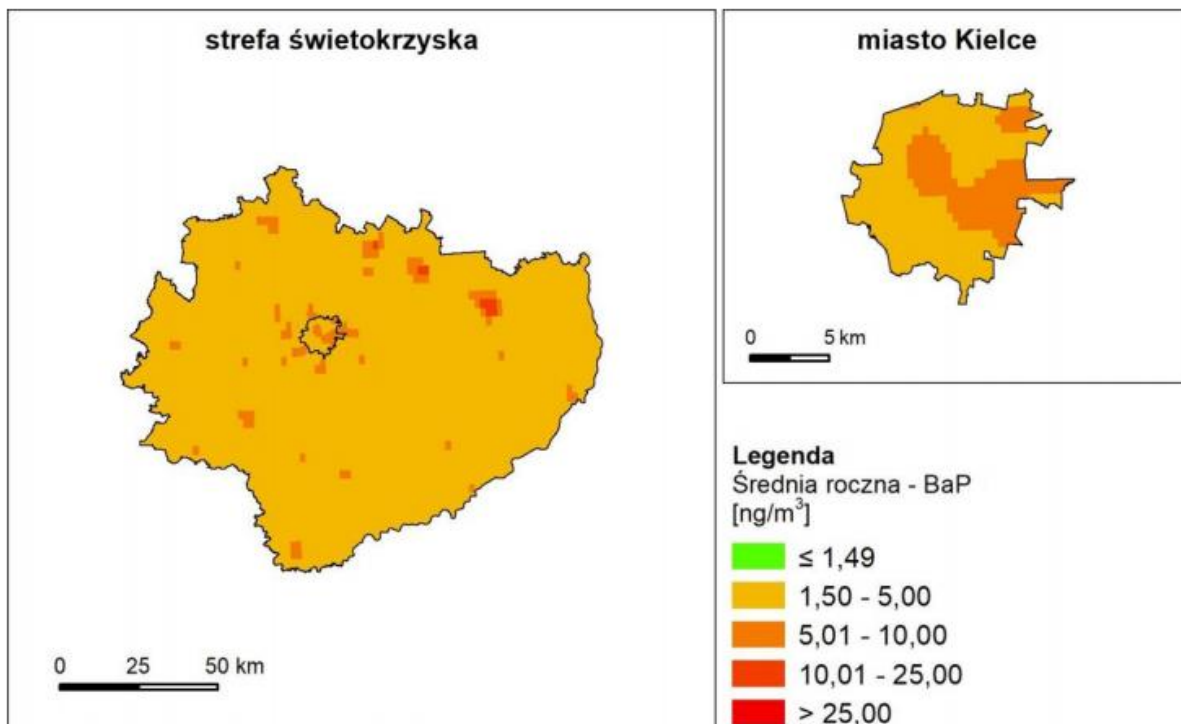 strefa świetokrzyska
0 25 50 km
miasto Kielce
0 5 km
Legenda
Średnia roczna - BaP
[ng/m³]
≤ 1,49
1,50 - 5,00
5,01 - 10,00
10,01 - 25,00
> 25,00